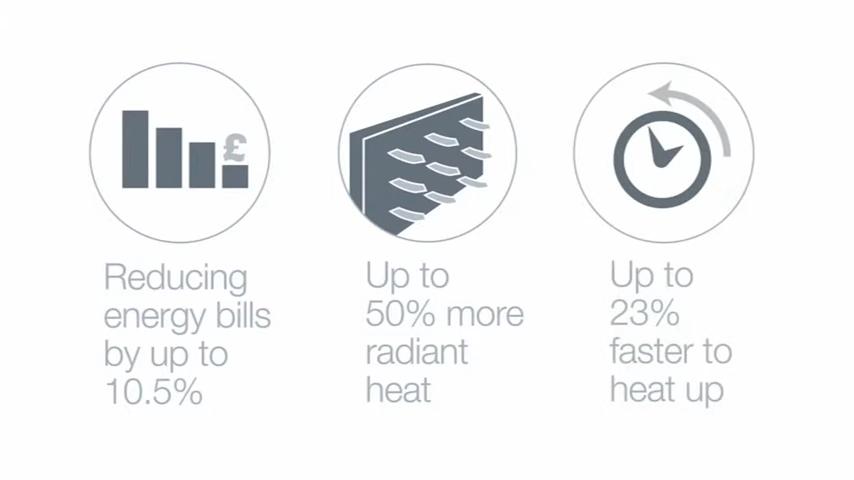 £
Reducing
energy bills
by up to
10.5%
Up to
50% more
radiant
heat
Up to
23%
faster to
heat up